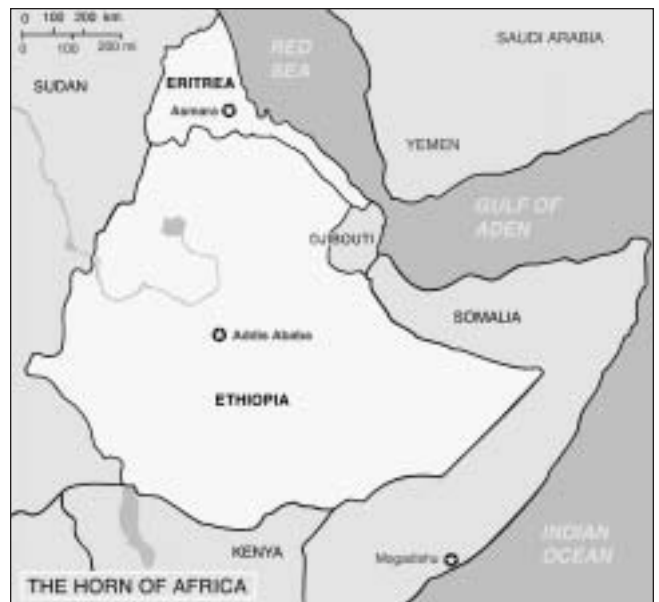 0 100 200 km.
0 100 200 mi
SUDAN
ERITREA
Asmara
RED
SEA
SAUDI ARABIA
YEMEN
GULF OF
ADEN
DJIBOUTI
SOMALIA
Addis Ababa
ETHIOPIA
KENYA
Mogadishu
INDIAN
OCEAN
THE HORN OF AFRICA